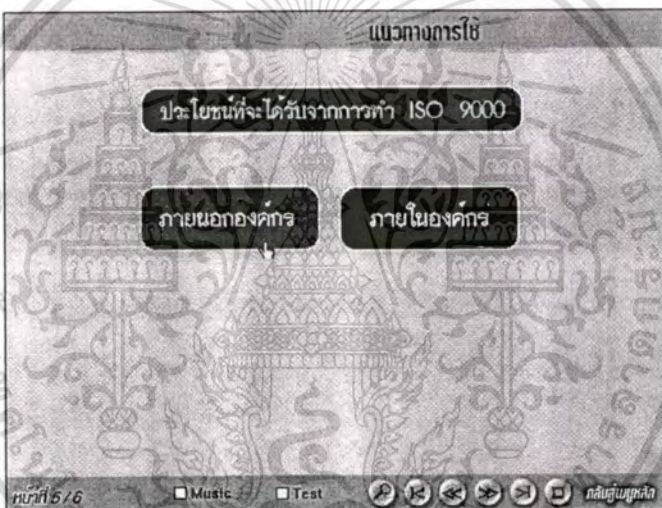 แนวทางการใช้
ประโยชน์ที่จะได้รับจากการทำ ISO 9000
ภายนอกองค์กร ภายในองค์กร
หน้าที่ 5/6 Music Test กลับสู่เมนูหลัก